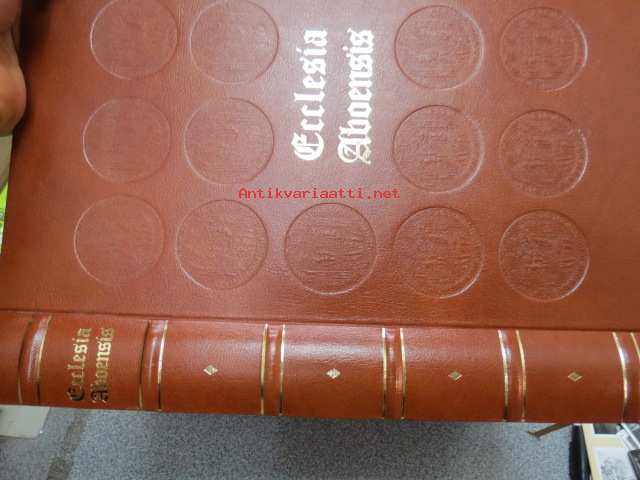 Ecclesia
Aboensis
Antikvariaatti.net
Ecclesia
Aboensis